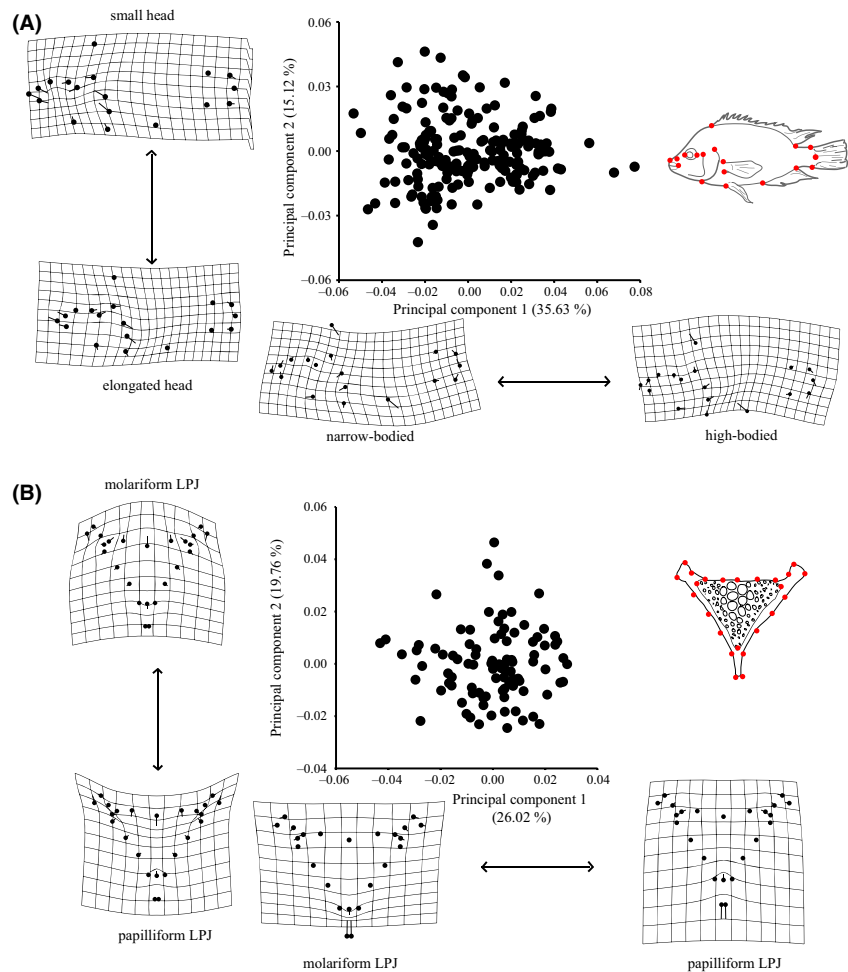 (A)
small head
elongated head
0.06
0.03
0.00
–0.03
–0.06
Principal component 2 (15.12 %)
–0.06
–0.04
–0.02
0.00
0.02
0.04
0.06
0.08
Principal component 1 (35.63 %)
narrow-bodied
high-bodied
(B)
molariform LPJ
papilliform LPJ
0.06
0.04
0.02
0.00
–0.02
–0.04
Principal component 2 (19.76 %)
–0.06
–0.04
–0.02
0.00
0.02
0.04
Principal component 1
(26.02 %)
molariform LPJ
papilliform LPJ